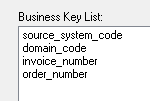 Business Key List:
source_system_code
domain_code
invoice_number
order_number